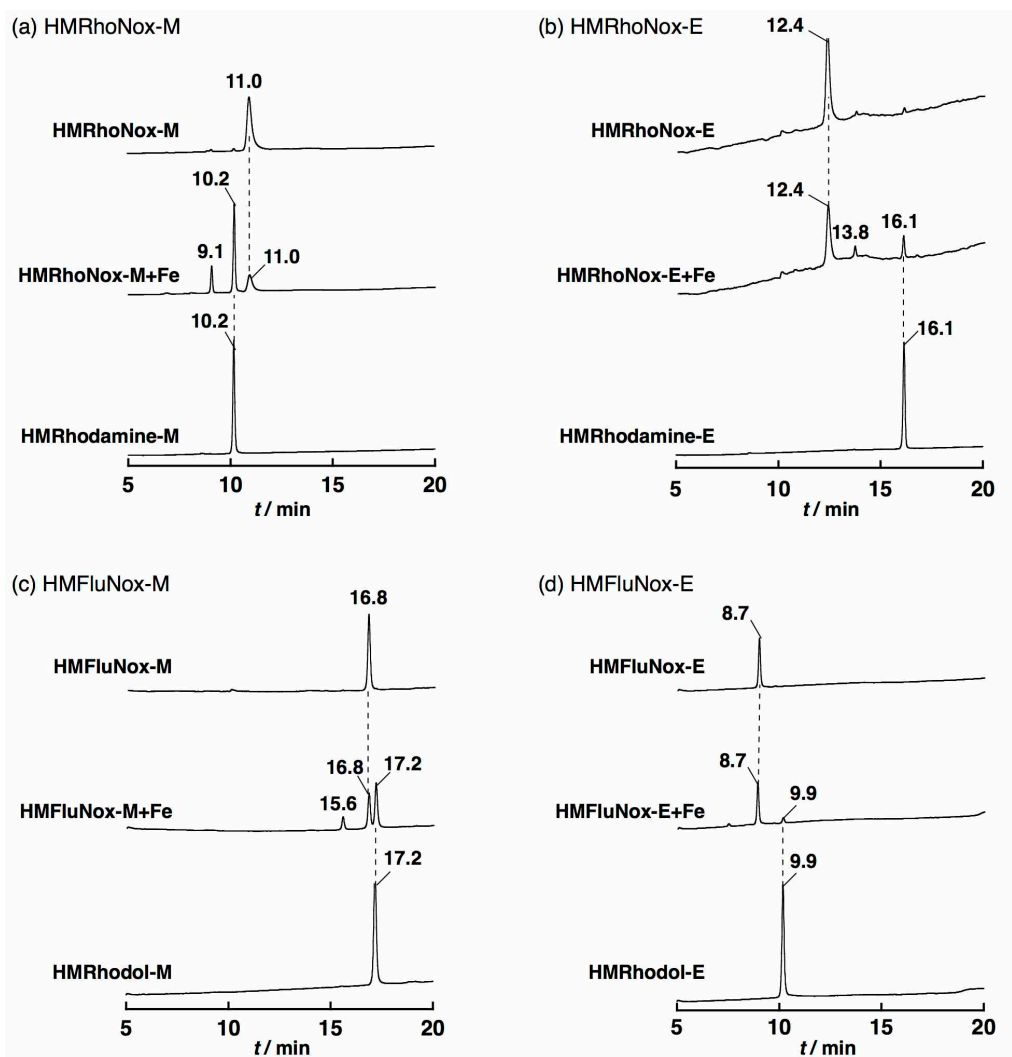 (a) HMRhoNox-M
11.0
HMRhoNox-M
10.2
9.1
11.0
HMRhoNox-M+Fe
10.2
HMRhodamine-M
5 10 15 20
t / min
(b) HMRhoNox-E
12.4
HMRhoNox-E
12.4
13.8
16.1
HMRhoNox-E+Fe
16.1
HMRhodamine-E
5 10 15 20
t / min
(c) HMFluNox-M
16.8
HMFluNox-M
16.8
17.2
15.6
HMFluNox-M+Fe
17.2
HMRhodol-M
5 10 15 20
t / min
(d) HMFluNox-E
8.7
HMFluNox-E
8.7
9.9
HMFluNox-E+Fe
9.9
HMRhodol-E
5 10 15 20
t / min